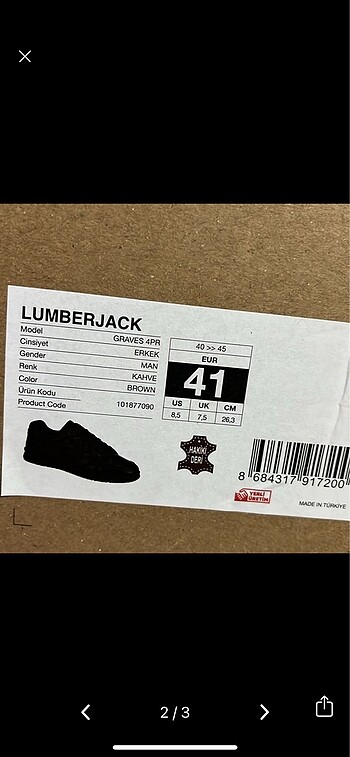 LUMBERJACK
Model GRAVES 4PR
Cinsiyet ERKEK
Gender MAN
Renk KAHVE
Color BROWN
Ürün Kodu
Product Code 101877090
40 >> 45
EUR
41
US UK CM
8,5 7,5 26,3
HAKİKİ
DERİ
8 684317 917200
YERLİ
ÜRETİM
MADE IN TÜRKİYE
2 / 3